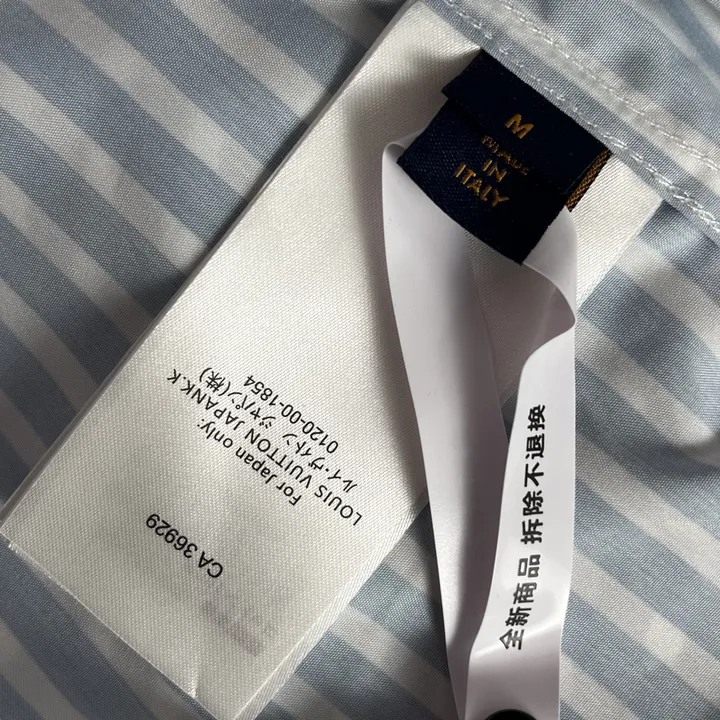 M
MADE
IN
ITALY
CA 36929
For Japan only:
LOUIS VUITTON JAPANK.K
ルイ・ヴィトン ジャパン(株)
0120-00-1854
全新商品 拆除不退换